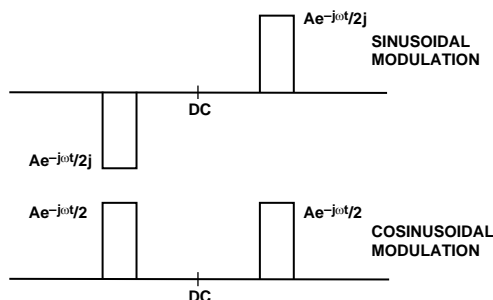 Ae–jωt/2j
SINUSOIDAL
MODULATION
DC
Ae–jωt/2j
Ae–jωt/2
Ae–jωt/2
COSINUSOIDAL
MODULATION
DC